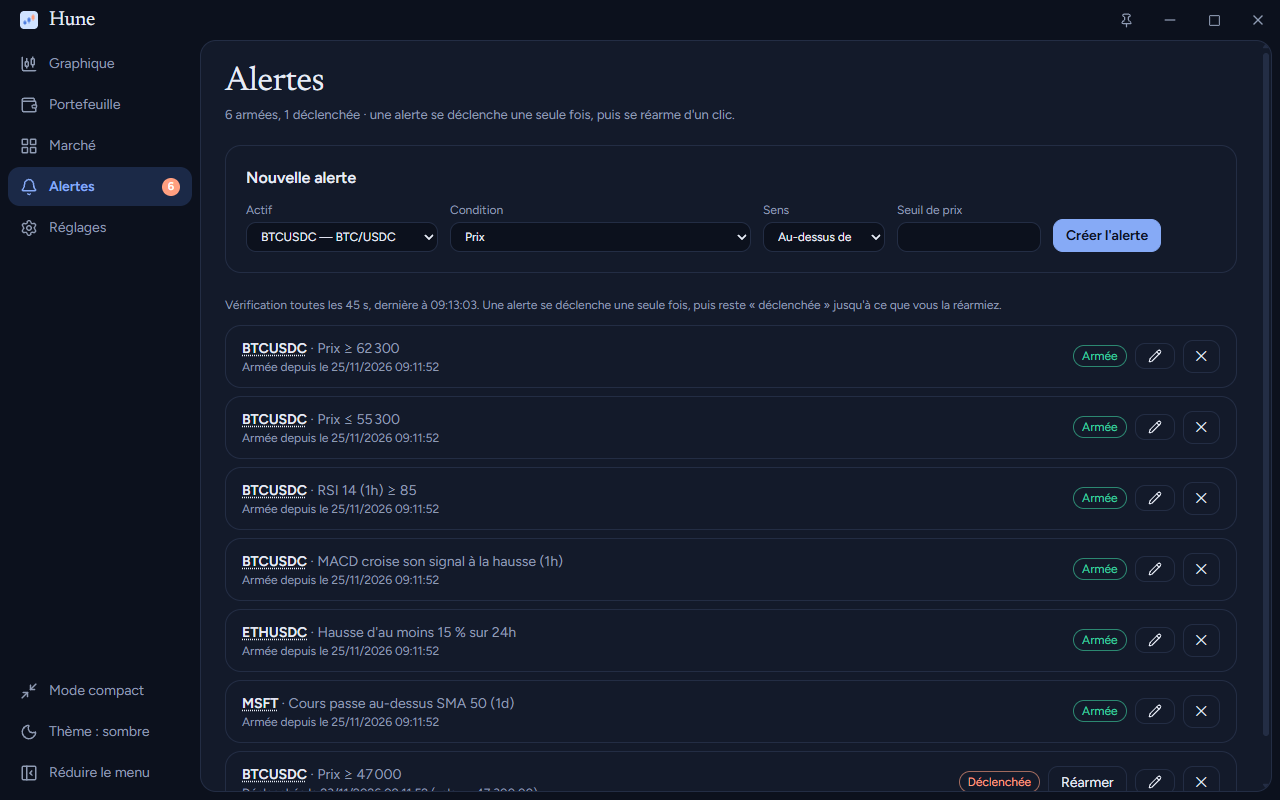 Hune
Graphique
Portefeuille
Marché
Alertes 6
Réglages
Mode compact
Thème : sombre
Réduire le menu
Alertes
6 armées, 1 déclenchée · une alerte se déclenche une seule fois, puis se réarme d'un clic.
Nouvelle alerte
Actif Condition Sens Seuil de prix
BTCUSDC — BTC/USDC Prix Au-dessus de Créer l'alerte
Vérification toutes les 45 s, dernière à 09:13:03. Une alerte se déclenche une seule fois, puis reste « déclenchée » jusqu'à ce que vous la réarmiez.
BTCUSDC · Prix ≥ 62 300
Armée depuis le 25/11/2026 09:11:52
Armée
BTCUSDC · Prix ≤ 55 300
Armée depuis le 25/11/2026 09:11:52
Armée
BTCUSDC · RSI 14 (1h) ≥ 85
Armée depuis le 25/11/2026 09:11:52
Armée
BTCUSDC · MACD croise son signal à la hausse (1h)
Armée depuis le 25/11/2026 09:11:52
Armée
ETHUSDC · Hausse d'au moins 15 % sur 24h
Armée depuis le 25/11/2026 09:11:52
Armée
MSFT · Cours passe au-dessus SMA 50 (1d)
Armée depuis le 25/11/2026 09:11:52
Armée
BTCUSDC · Prix ≥ 47 000
Déclenchée Réarmer